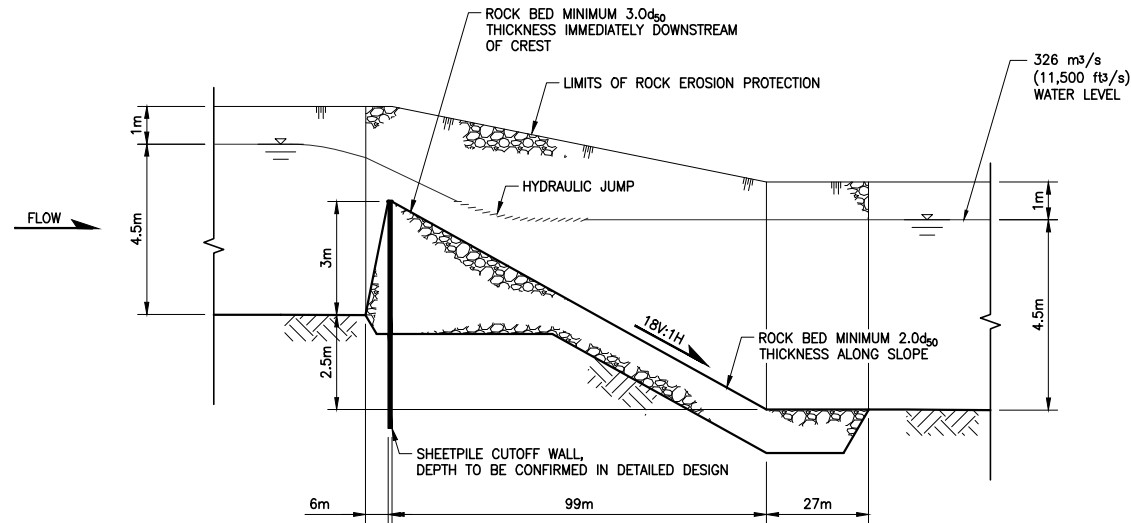 ROCK BED MINIMUM 3.0d50
THICKNESS IMMEDIATELY DOWNSTREAM
OF CREST
326 m³/s
(11,500 ft³/s)
WATER LEVEL
LIMITS OF ROCK EROSION PROTECTION
1m
HYDRAULIC JUMP
1m
FLOW
4.5m
3m
4.5m
18V:1H
ROCK BED MINIMUM 2.0d50
THICKNESS ALONG SLOPE
2.5m
SHEETPILE CUTOFF WALL,
DEPTH TO BE CONFIRMED IN DETAILED DESIGN
6m
99m
27m